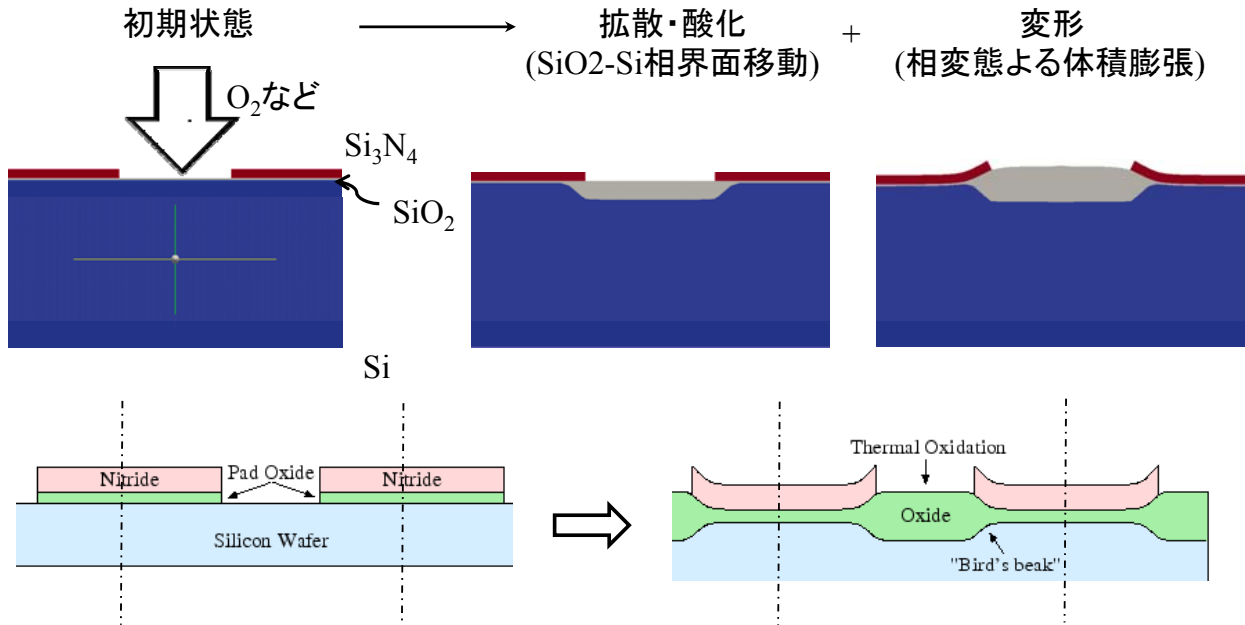 初期状態
拡散・酸化
(SiO2-Si相界面移動)
+
変形
(相変態よる体積膨張)
O₂など
Si₃N₄
SiO₂
Si
Nitride
Pad Oxide
Nitride
Silicon Wafer
Thermal Oxidation
Oxide
"Bird's beak"